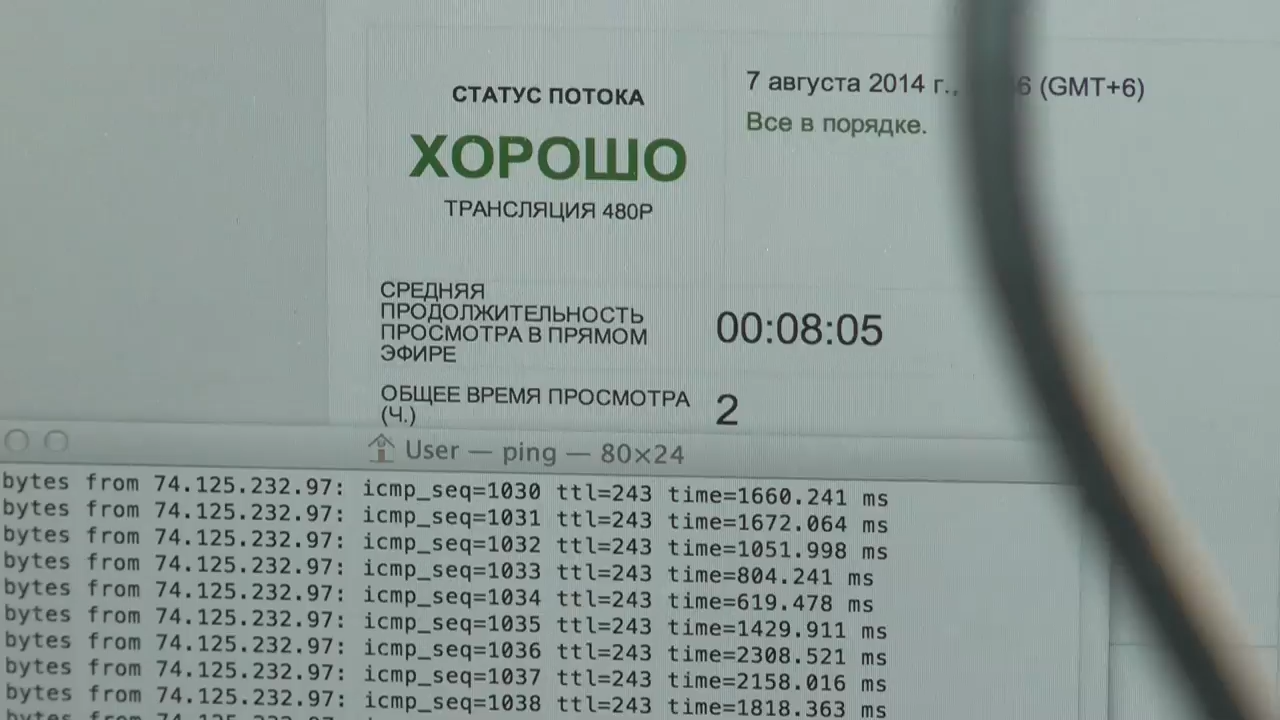 СТАТУС ПОТОКА
ХОРОШО
ТРАНСЛЯЦИЯ 480P
7 августа 2014 г., 6 (GMT+6)
Все в порядке.
СРЕДНЯЯ
ПРОДОЛЖИТЕЛЬНОСТЬ
ПРОСМОТРА В ПРЯМОМ
ЭФИРЕ
00:08:05
ОБЩЕЕ ВРЕМЯ ПРОСМОТРА
(Ч.)
2
User — ping — 80×24
bytes from 74.125.232.97: icmp_seq=1030 ttl=243 time=1660.241 ms
bytes from 74.125.232.97: icmp_seq=1031 ttl=243 time=1672.064 ms
bytes from 74.125.232.97: icmp_seq=1032 ttl=243 time=1051.998 ms
bytes from 74.125.232.97: icmp_seq=1033 ttl=243 time=804.241 ms
bytes from 74.125.232.97: icmp_seq=1034 ttl=243 time=619.478 ms
bytes from 74.125.232.97: icmp_seq=1035 ttl=243 time=1429.911 ms
bytes from 74.125.232.97: icmp_seq=1036 ttl=243 time=2308.521 ms
bytes from 74.125.232.97: icmp_seq=1037 ttl=243 time=2158.016 ms
bytes from 74.125.232.97: icmp_seq=1038 ttl=243 time=1818.363 ms